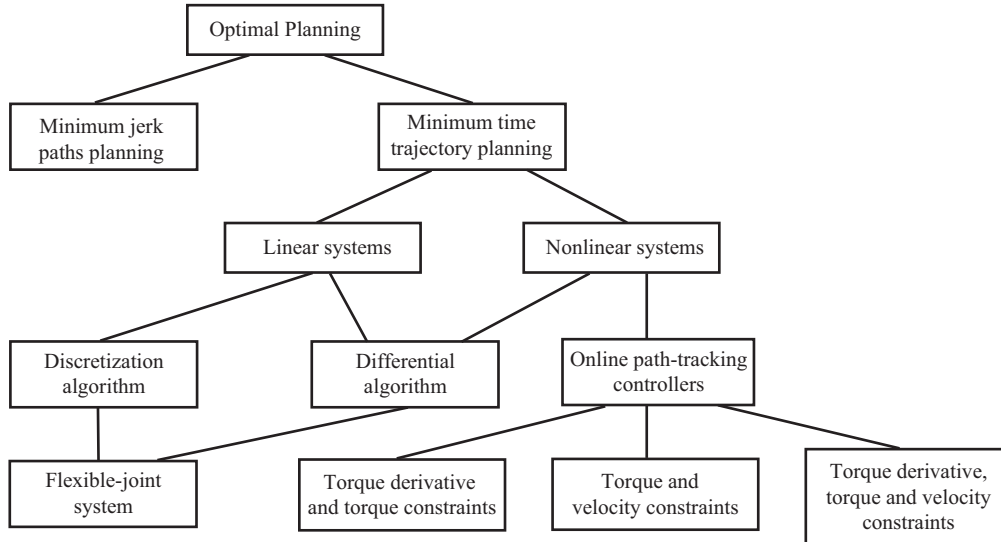 Optimal Planning
Minimum jerk
paths planning
Minimum time
trajectory planning
Linear systems
Nonlinear systems
Discretization
algorithm
Differential
algorithm
Online path-tracking
controllers
Flexible-joint
system
Torque derivative
and torque constraints
Torque and
velocity constraints
Torque derivative,
torque and velocity
constraints